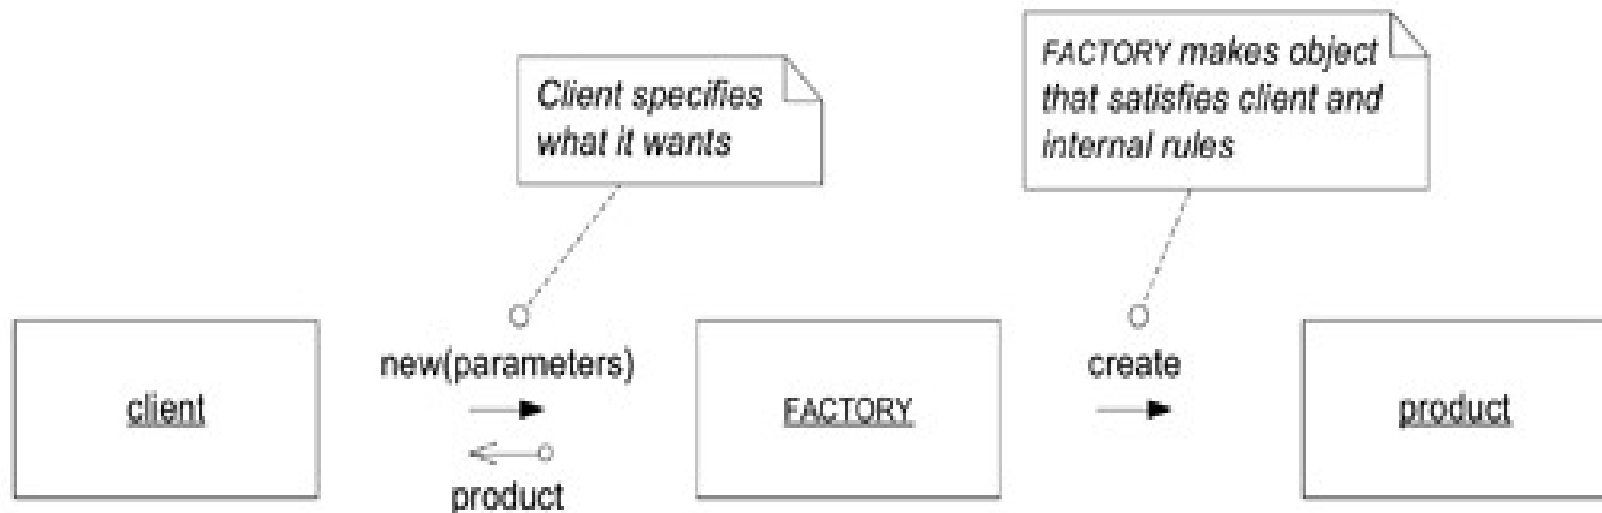 Client specifies
what it wants
FACTORY makes object
that satisfies client and
internal rules
client
new(parameters)
product
FACTORY
create
product